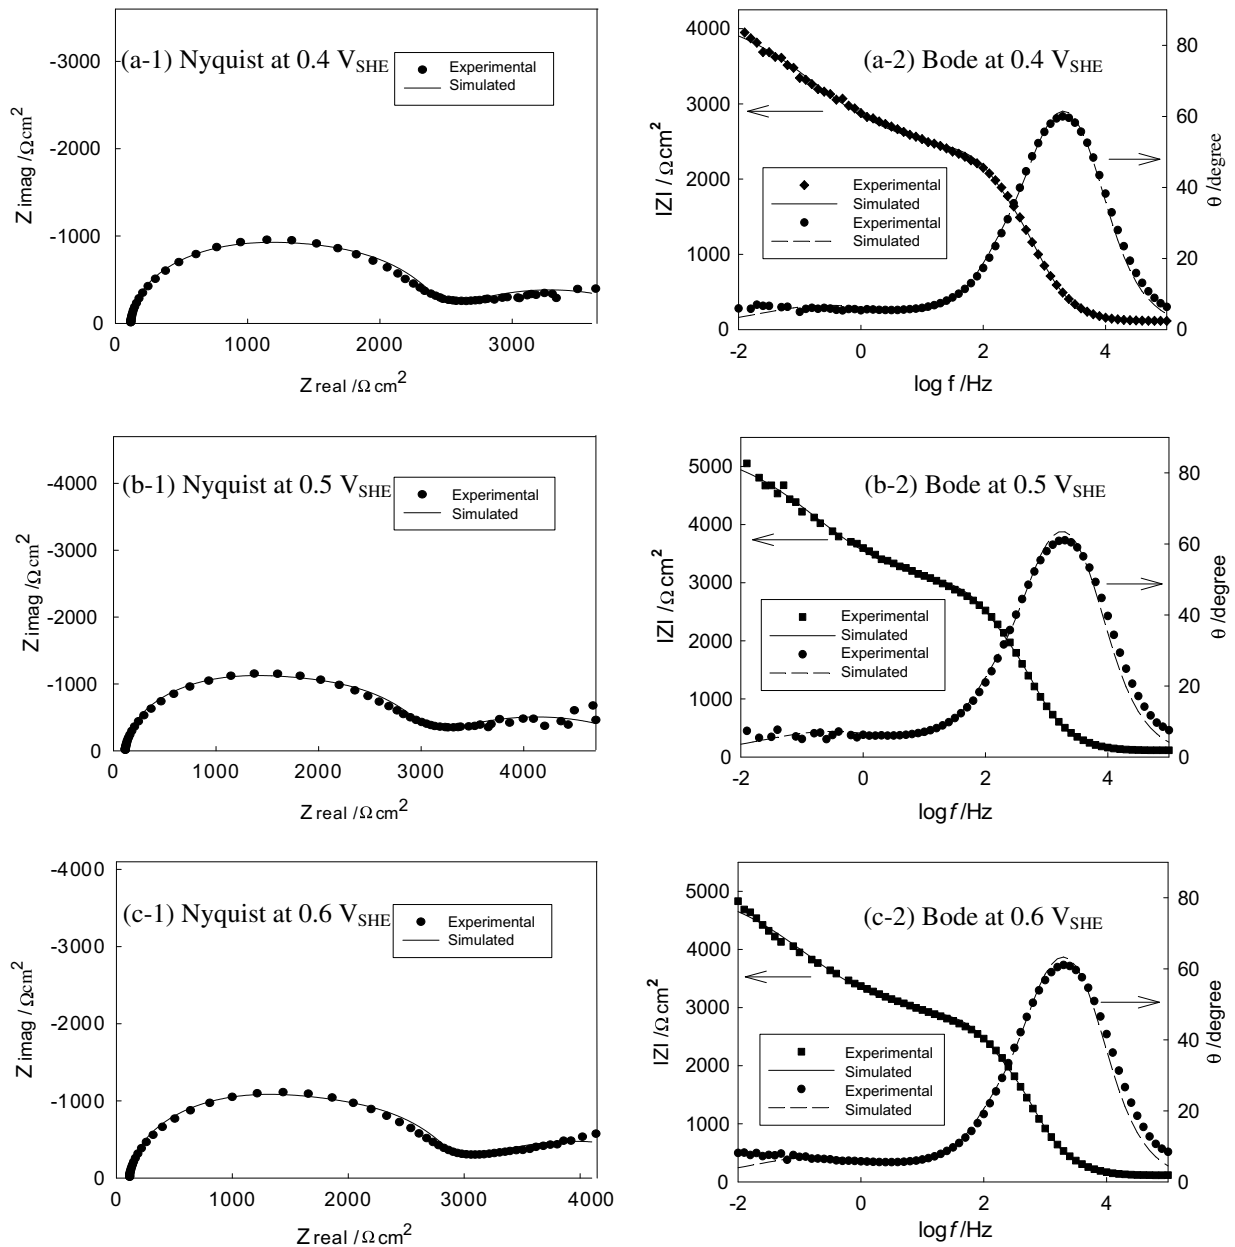 (a-1) Nyquist at 0.4 VSHE
Experimental
Simulated
-3000
-2000
-1000
0
Z imag /Ωcm2
0 1000 2000 3000
Z real /Ω cm2
(a-2) Bode at 0.4 VSHE
4000
3000
2000
1000
0
|Z| / Ω cm2
Experimental
Simulated
Experimental
Simulated
80
60
40
20
0
θ /degree
-2 0 2 4
log f /Hz
(b-1) Nyquist at 0.5 VSHE
Experimental
Simulated
-4000
-3000
-2000
-1000
0
Z imag /Ωcm2
0 1000 2000 3000 4000
Z real /Ω cm2
(b-2) Bode at 0.5 VSHE
5000
4000
3000
2000
1000
0
|Z| /Ω cm2
Experimental
Simulated
Experimental
Simulated
80
60
40
20
0
θ /degree
-2 0 2 4
log f /Hz
(c-1) Nyquist at 0.6 VSHE
Experimental
Simulated
-4000
-3000
-2000
-1000
0
Z imag /Ωcm2
0 1000 2000 3000 4000
Z real /Ω cm2
(c-2) Bode at 0.6 VSHE
5000
4000
3000
2000
1000
0
|Z| /Ω cm2
Experimental
Simulated
Experimental
Simulated
80
60
40
20
0
θ /degree
-2 0 2 4
log f /Hz